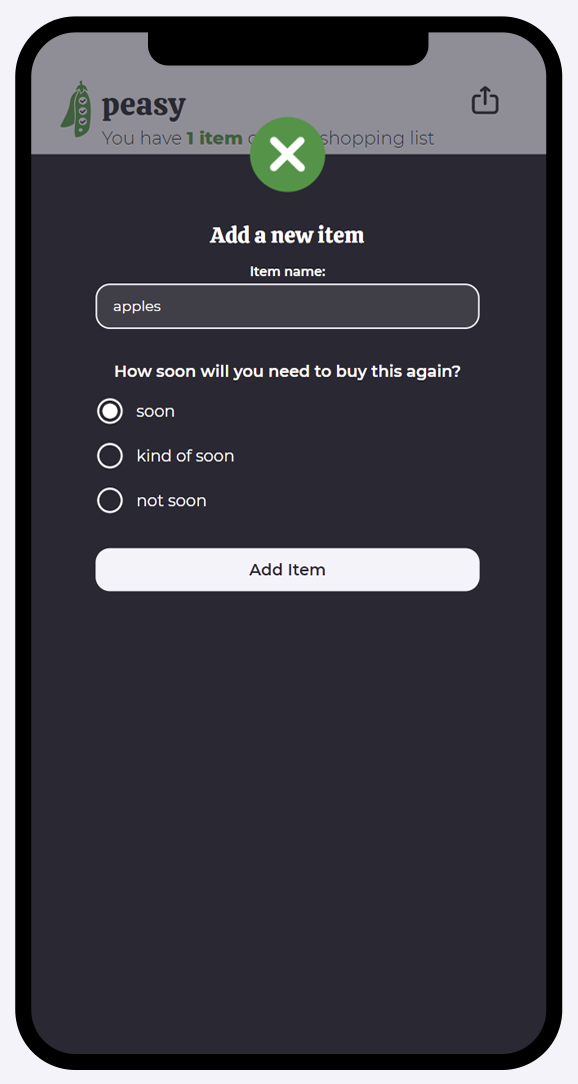 peasy
You have 1 item o shopping list
Add a new item
Item name:
apples
How soon will you need to buy this again?
soon
kind of soon
not soon
Add Item